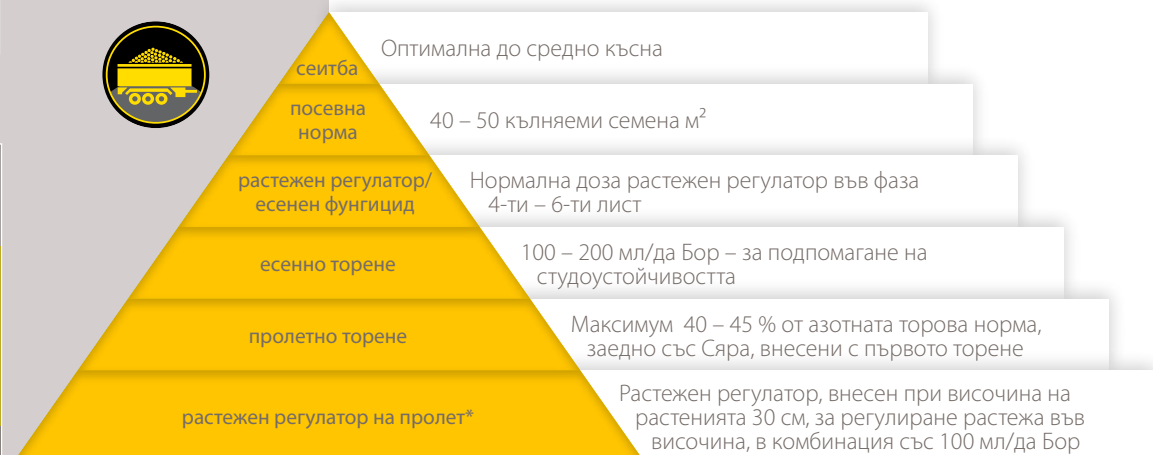 сеитба
Оптимална до средно късна
посевна
норма
40 – 50 кълняеми семена м²
растежен регулатор/
есенен фунгицид
Нормална доза растежен регулатор във фаза
4-ти – 6-ти лист
есенно торене
100 – 200 мл/да Бор – за подпомагане на
студоустойчивостта
пролетно торене
Максимум 40 – 45 % от азотната торова норма,
заедно със Сяра, внесени с първото торене
растежен регулатор на пролет*
Растежен регулатор, внесен при височина на
растенията 30 см, за регулиране растежа във
височина, в комбинация със 100 мл/да Бор